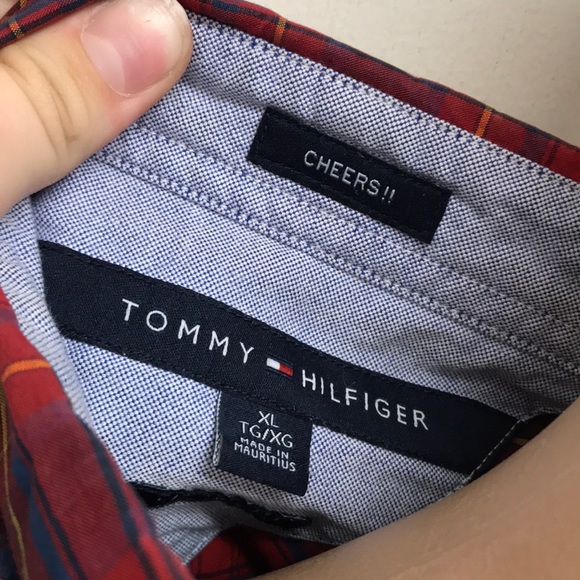 CHEERS!!
TOMMY HILFIGER
XL
TG/XG
MADE IN
MAURITIUS